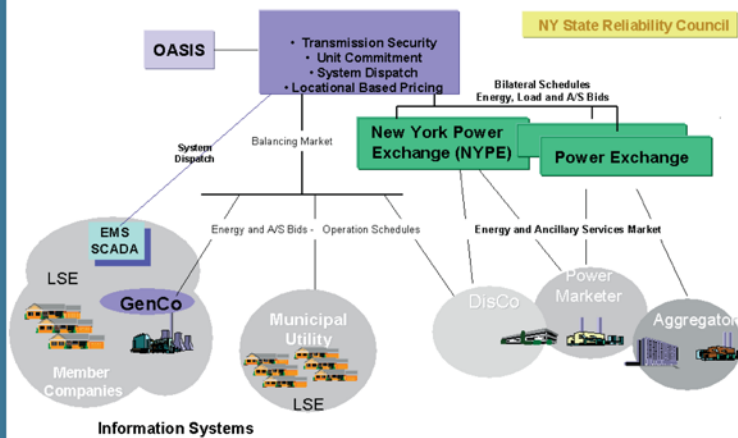 NY State Reliability Council
OASIS
• Transmission Security
• Unit Commitment
• System Dispatch
• Locational Based Pricing
Bilateral Schedules
Energy, Load and A/S Bids
New York Power
Exchange (NYPE)
Power Exchange
System
Dispatch
Balancing Market
EMS
SCADA
Energy and A/S Bids - Operation Schedules
Energy and Ancillary Services Market
LSE
GenCo
Member
Companies
Municipal
Utility
LSE
DisCo
Power
Marketer
Aggregator
Information Systems